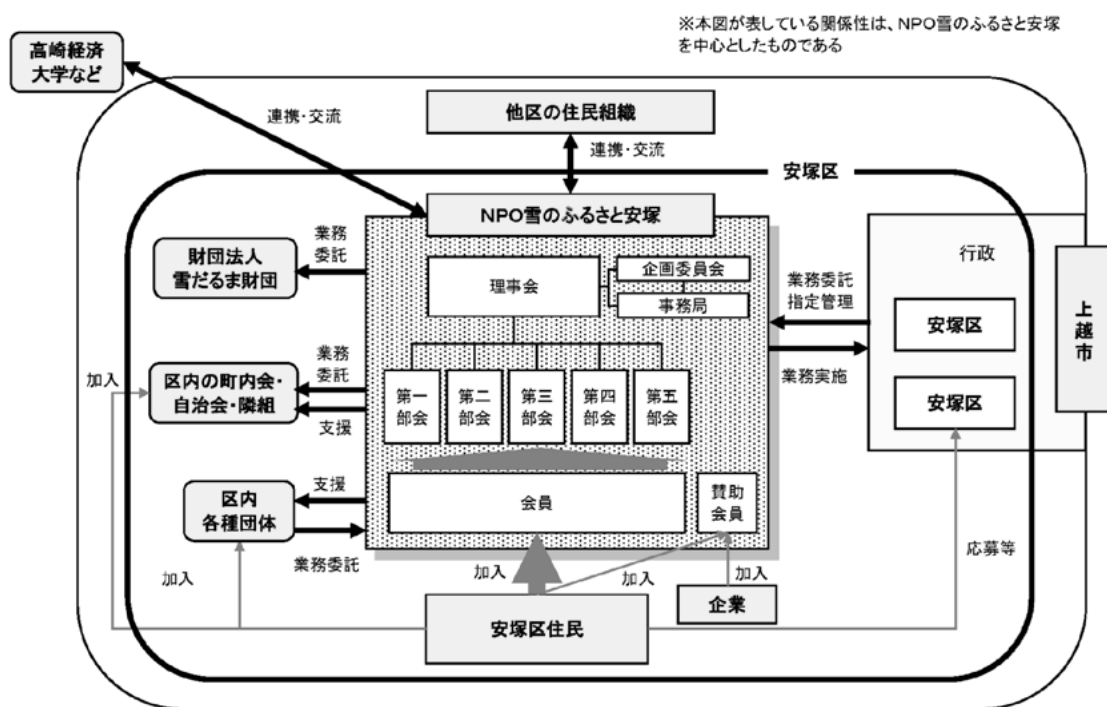 ※本図が表している関係性は、NPO雪のふるさと安塚
を中心としたものである
高崎経済
大学など
連携・交流
他区の住民組織
連携・交流
安塚区
NPO雪のふるさと安塚
財団法人
雪だるま財団
業務
委託
理事会
企画委員会
事務局
業務委託
指定管理
業務実施
行政
安塚区
安塚区
上越市
加入
区内の町内会・
自治会・隣組
業務
委託
支援
第一
部会
第二
部会
第三
部会
第四
部会
第五
部会
区内
各種団体
支援
業務委託
会員
賛助
会員
加入
加入
加入
加入
応募等
企業
安塚区住民